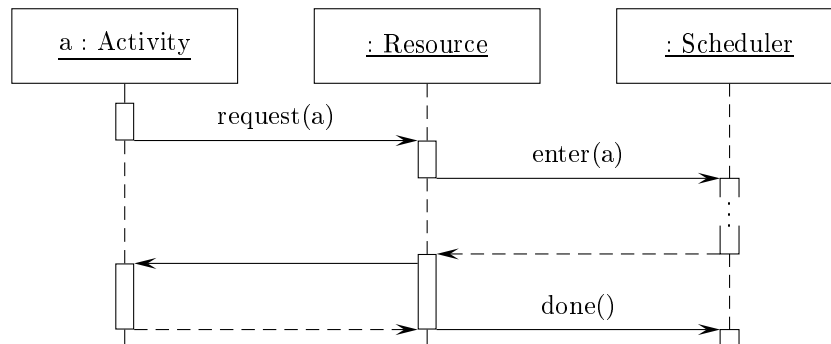 a : Activity
: Resource
: Scheduler
request(a)
enter(a)
done()